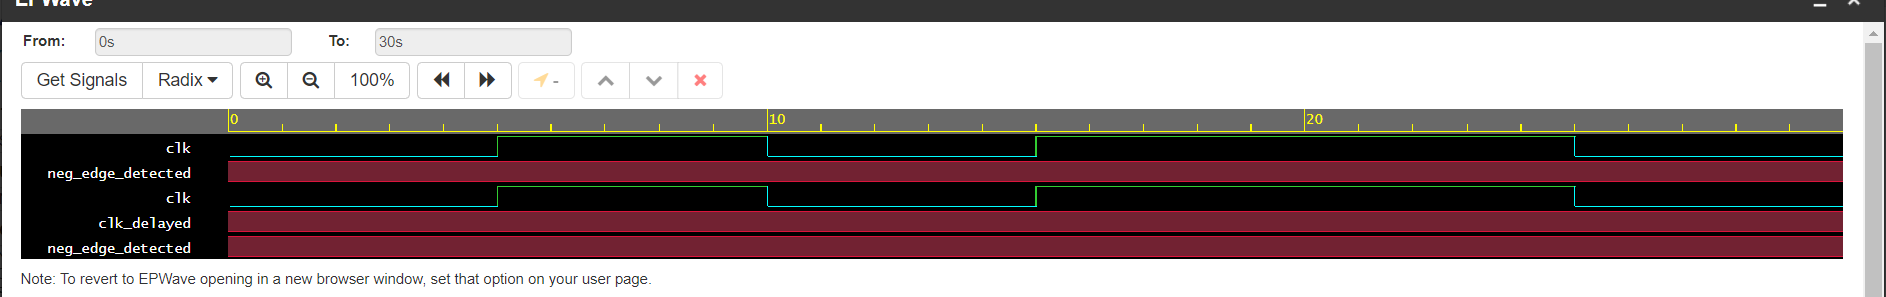 EPWave
From: 0s To: 30s
Get Signals Radix 100% -
0 10 20
clk
neg_edge_detected
clk
clk_delayed
neg_edge_detected
Note: To revert to EPWave opening in a new browser window, set that option on your user page.